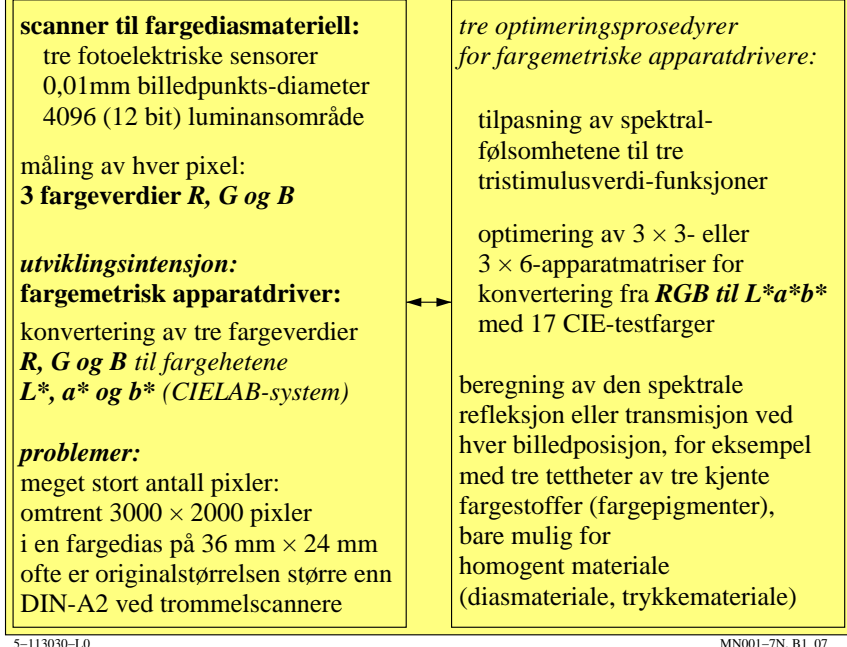 scanner til fargediasmateriell:
tre fotoelektriske sensorer
0,01mm billedpunkts-diameter
4096 (12 bit) luminansområde
måling av hver pixel:
3 fargeverdier R, G og B
utviklingsintensjon:
fargemetrisk apparatdriver:
konvertering av tre fargeverdier
R, G og B til fargehetene
L*, a* og b* (CIELAB-system)
problemer:
meget stort antall pixler:
omtrent 3000 × 2000 pixler
i en fargedias på 36 mm × 24 mm
ofte er originalstørrelsen større enn
DIN-A2 ved trommelscannere
tre optimeringsprosedyrer
for fargemetriske apparatdrivere:
tilpasning av spektral-
følsomhetene til tre
tristimulusverdi-funksjoner
optimering av 3 × 3- eller
3 × 6-apparatmatriser for
konvertering fra RGB til L*a*b*
med 17 CIE-testfarger
beregning av den spektrale
refleksjon eller transmisjon ved
hver billedposisjon, for eksempel
med tre tettheter av tre kjente
fargestoffer (fargepigmenter),
bare mulig for
homogent materiale
(diasmateriale, trykkemateriale)
5–113030–L0
MN001–7N, B1_07